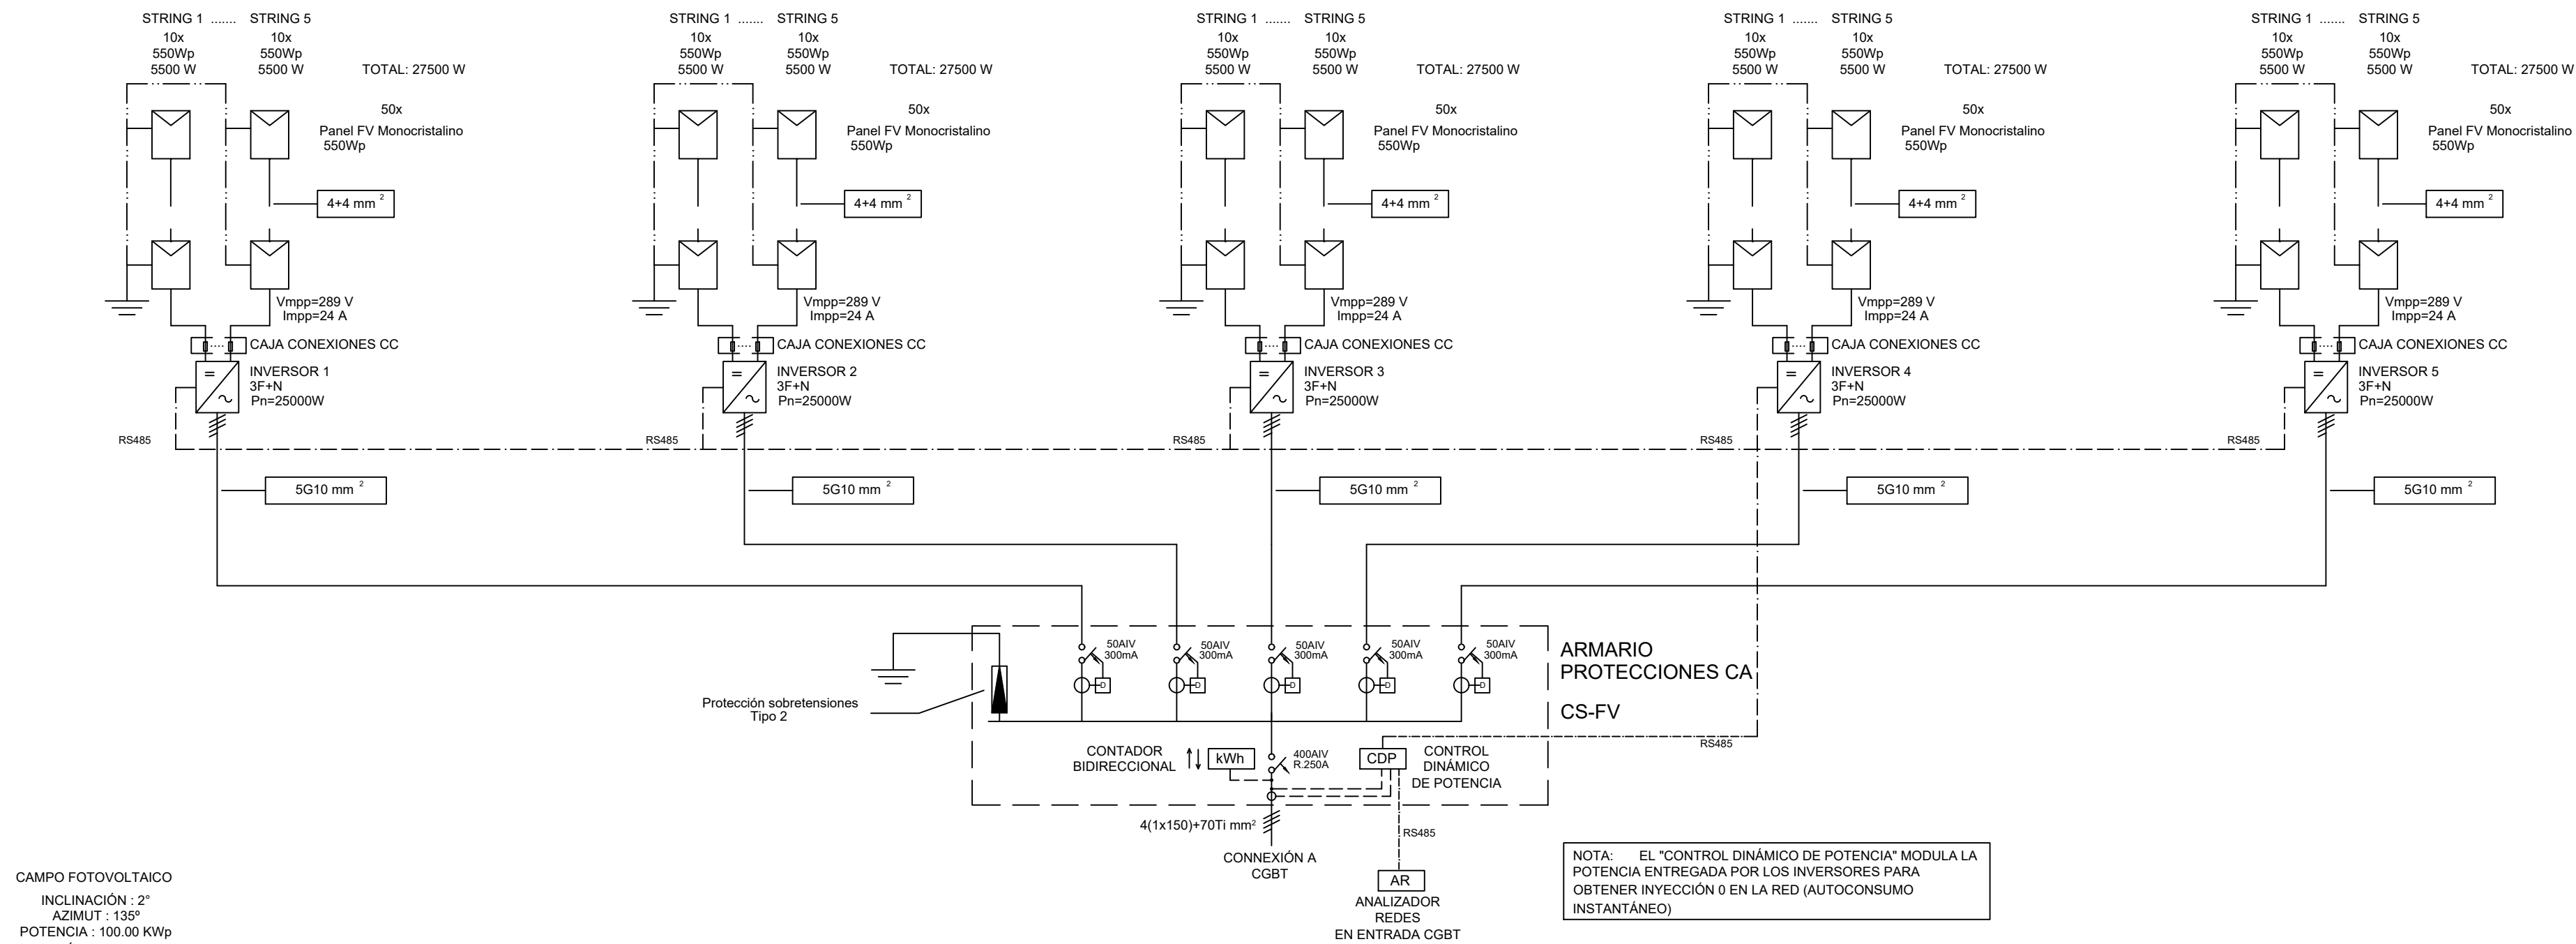 STRING 1 ....... STRING 5
10x 10x
550Wp 550Wp
5500 W 5500 W TOTAL: 27500 W
50x
Panel FV Monocristalino
550Wp
4+4 mm 2
Vmpp=289 V
Impp=24 A
CAJA CONEXIONES CC
INVERSOR 1
3F+N
Pn=25000W
RS485
5G10 mm 2
STRING 1 ....... STRING 5
10x 10x
550Wp 550Wp
5500 W 5500 W TOTAL: 27500 W
50x
Panel FV Monocristalino
550Wp
4+4 mm 2
Vmpp=289 V
Impp=24 A
CAJA CONEXIONES CC
INVERSOR 2
3F+N
Pn=25000W
RS485
5G10 mm 2
STRING 1 ....... STRING 5
10x 10x
550Wp 550Wp
5500 W 5500 W TOTAL: 27500 W
50x
Panel FV Monocristalino
550Wp
4+4 mm 2
Vmpp=289 V
Impp=24 A
CAJA CONEXIONES CC
INVERSOR 3
3F+N
Pn=25000W
RS485
5G10 mm 2
STRING 1 ....... STRING 5
10x 10x
550Wp 550Wp
5500 W 5500 W TOTAL: 27500 W
50x
Panel FV Monocristalino
550Wp
4+4 mm 2
Vmpp=289 V
Impp=24 A
CAJA CONEXIONES CC
INVERSOR 4
3F+N
Pn=25000W
RS485
5G10 mm 2
STRING 1 ....... STRING 5
10x 10x
550Wp 550Wp
5500 W 5500 W TOTAL: 27500 W
50x
Panel FV Monocristalino
550Wp
4+4 mm 2
Vmpp=289 V
Impp=24 A
CAJA CONEXIONES CC
INVERSOR 5
3F+N
Pn=25000W
RS485
5G10 mm 2
50AIV 50AIV 50AIV 50AIV 50AIV
300mA 300mA 300mA 300mA 300mA
D D D D D
ARMARIO
PROTECCIONES CA
CS-FV
Protección sobretensiones
Tipo 2
CONTADOR
BIDIRECCIONAL
kWh
400AIV
R.250A
CDP
CONTROL
DINÁMICO
DE POTENCIA
RS485
4(1x150)+70Ti mm2
RS485
CONNEXIÓN A
CGBT
AR
ANALIZADOR
REDES
EN ENTRADA CGBT
NOTA: EL "CONTROL DINÁMICO DE POTENCIA" MODULA LA
POTENCIA ENTREGADA POR LOS INVERSORES PARA
OBTENER INYECCIÓN 0 EN LA RED (AUTOCONSUMO
INSTANTÁNEO)
CAMPO FOTOVOLTAICO
INCLINACIÓN : 2°
AZIMUT : 135º
POTENCIA : 100.00 KWp